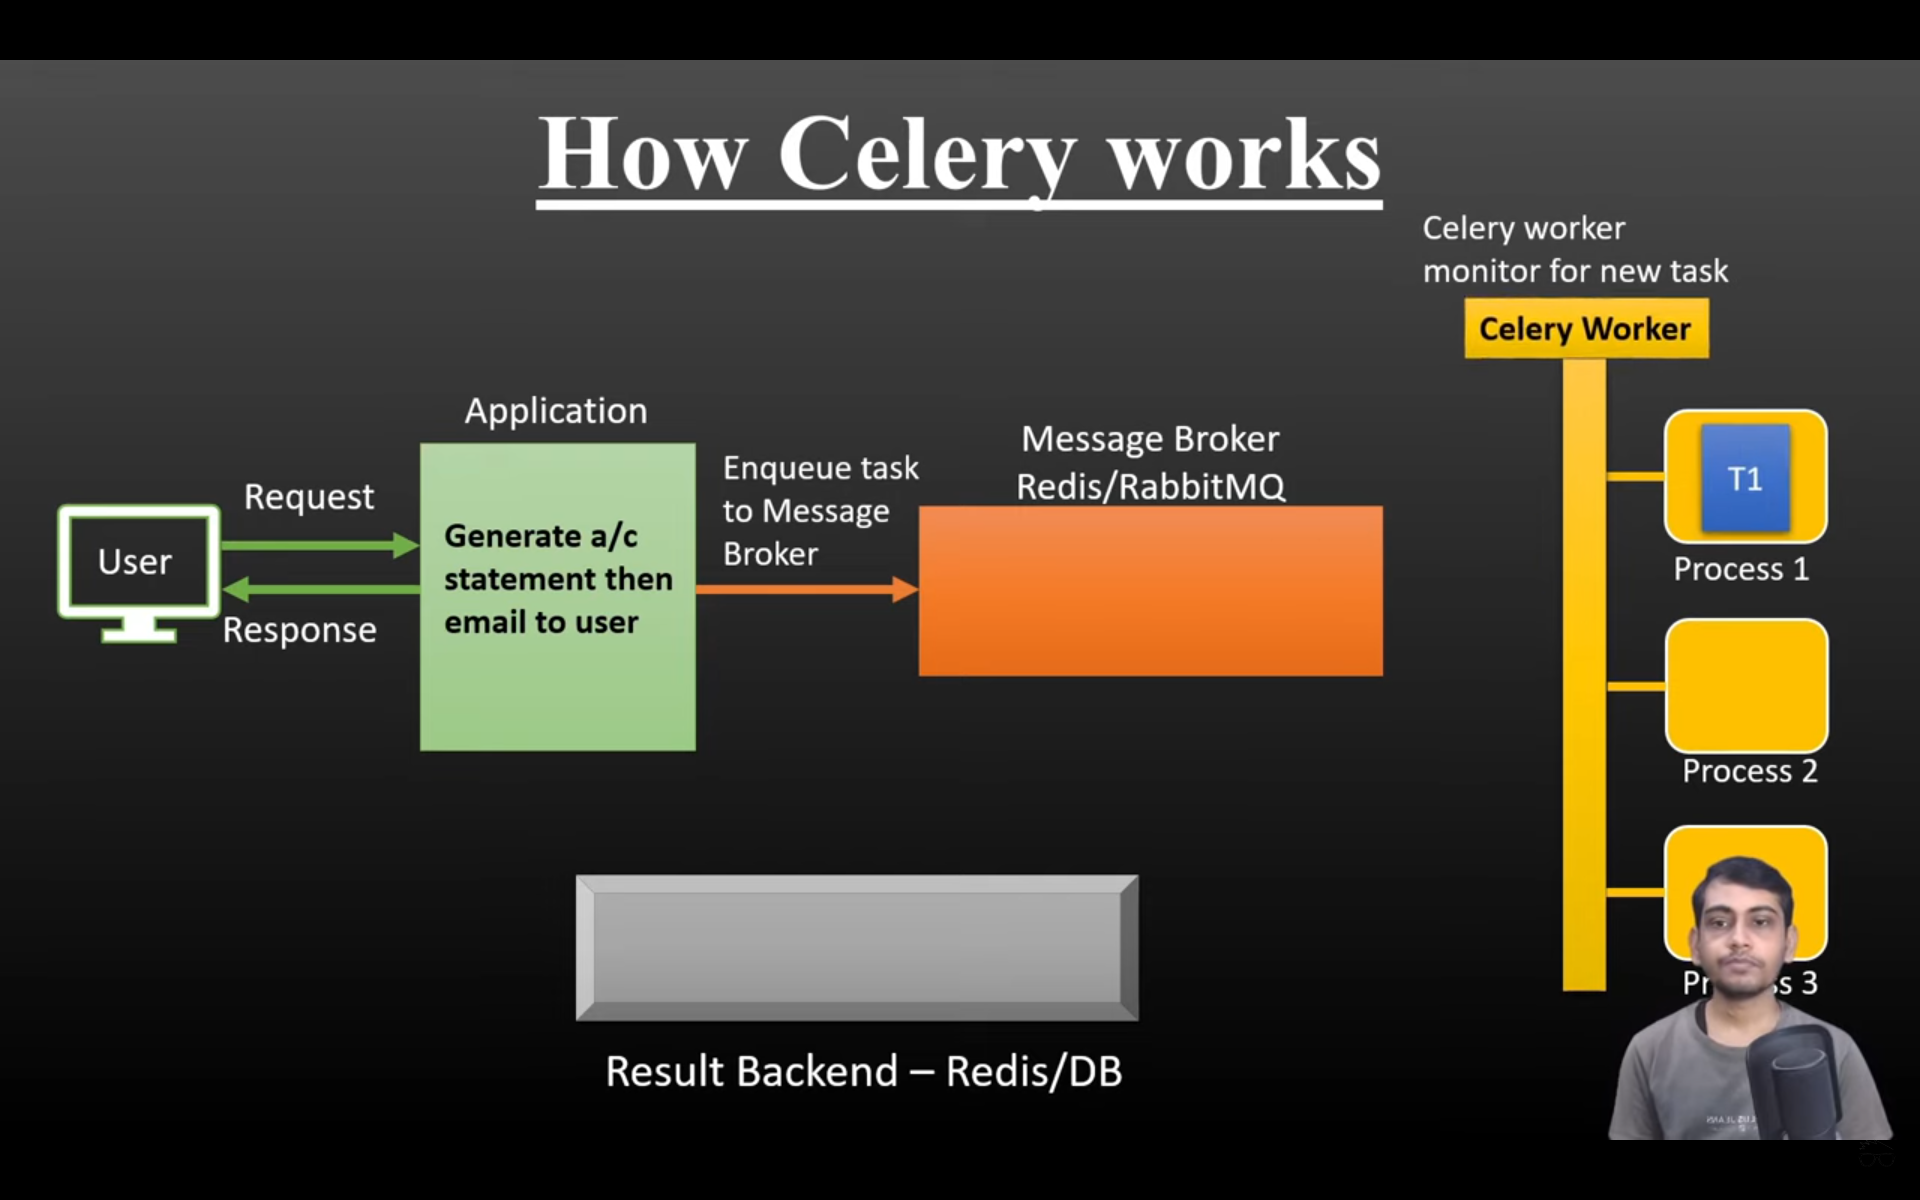 How Celery works
Celery worker
monitor for new task
Celery Worker
Application
Message Broker
Redis/RabbitMQ
Enqueue task
to Message
Broker
Request
User
Response
Generate a/c
statement then
email to user
T1
Process 1
Process 2
3
Result Backend – Redis/DB